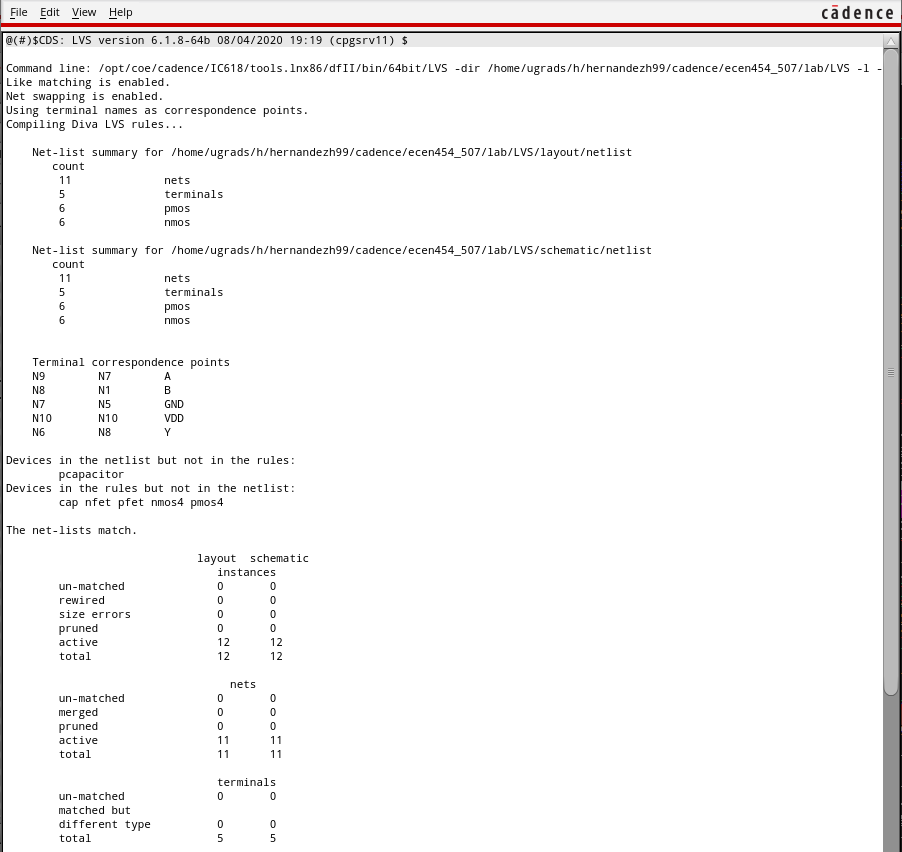 File Edit View Help
cādence
@(#)$CDS: LVS version 6.1.8-64b 08/04/2020 19:19 (cpgsrv11) $
Command line: /opt/coe/cadence/IC618/tools.lnx86/dfII/bin/64bit/LVS -dir /home/ugrads/h/hernandezh99/cadence/ecen454_507/lab/LVS -l -
Like matching is enabled.
Net swapping is enabled.
Using terminal names as correspondence points.
Compiling Diva LVS rules...
Net-list summary for /home/ugrads/h/hernandezh99/cadence/ecen454_507/lab/LVS/layout/netlist
count
11 nets
5 terminals
6 pmos
6 nmos
Net-list summary for /home/ugrads/h/hernandezh99/cadence/ecen454_507/lab/LVS/schematic/netlist
count
11 nets
5 terminals
6 pmos
6 nmos
Terminal correspondence points
N9 N7 A
N8 N1 B
N7 N5 GND
N10 N10 VDD
N6 N8 Y
Devices in the netlist but not in the rules:
pcapacitor
Devices in the rules but not in the netlist:
cap nfet pfet nmos4 pmos4
The net-lists match.
layout schematic
instances
un-matched 0 0
rewired 0 0
size errors 0 0
pruned 0 0
active 12 12
total 12 12
nets
un-matched 0 0
merged 0 0
pruned 0 0
active 11 11
total 11 11
terminals
un-matched 0 0
matched but
different type 0 0
total 5 5